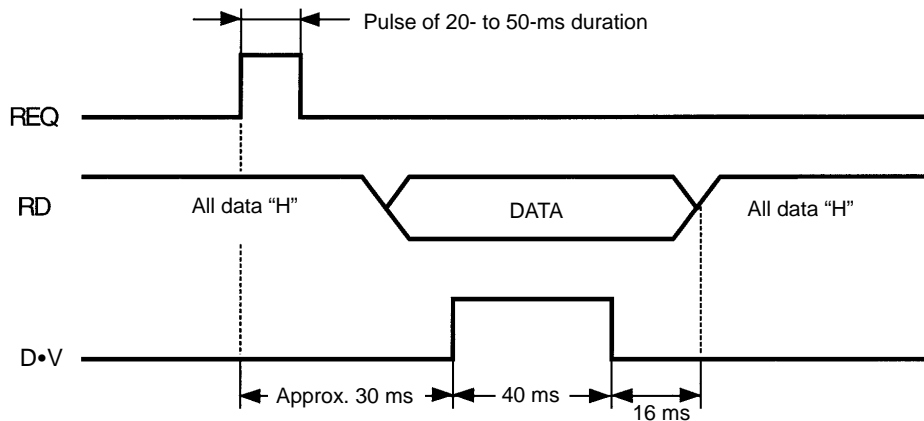 Pulse of 20- to 50-ms duration
REQ
RD
All data “H”
DATA
All data “H”
D•V
Approx. 30 ms
40 ms
16 ms